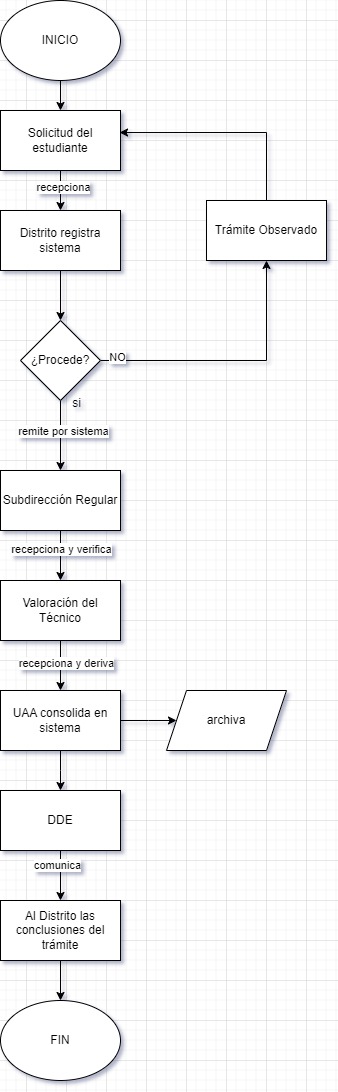 INICIO
Solicitud del
estudiante
recepciona
Distrito registra
sistema
Trámite Observado
¿Procede?
NO
si
remite por sistema
Subdirección Regular
recepciona y verifica
Valoración del
Técnico
recepciona y deriva
UAA consolida en
sistema
archiva
DDE
comunica
Al Distrito las
conclusiones del
trámite
FIN